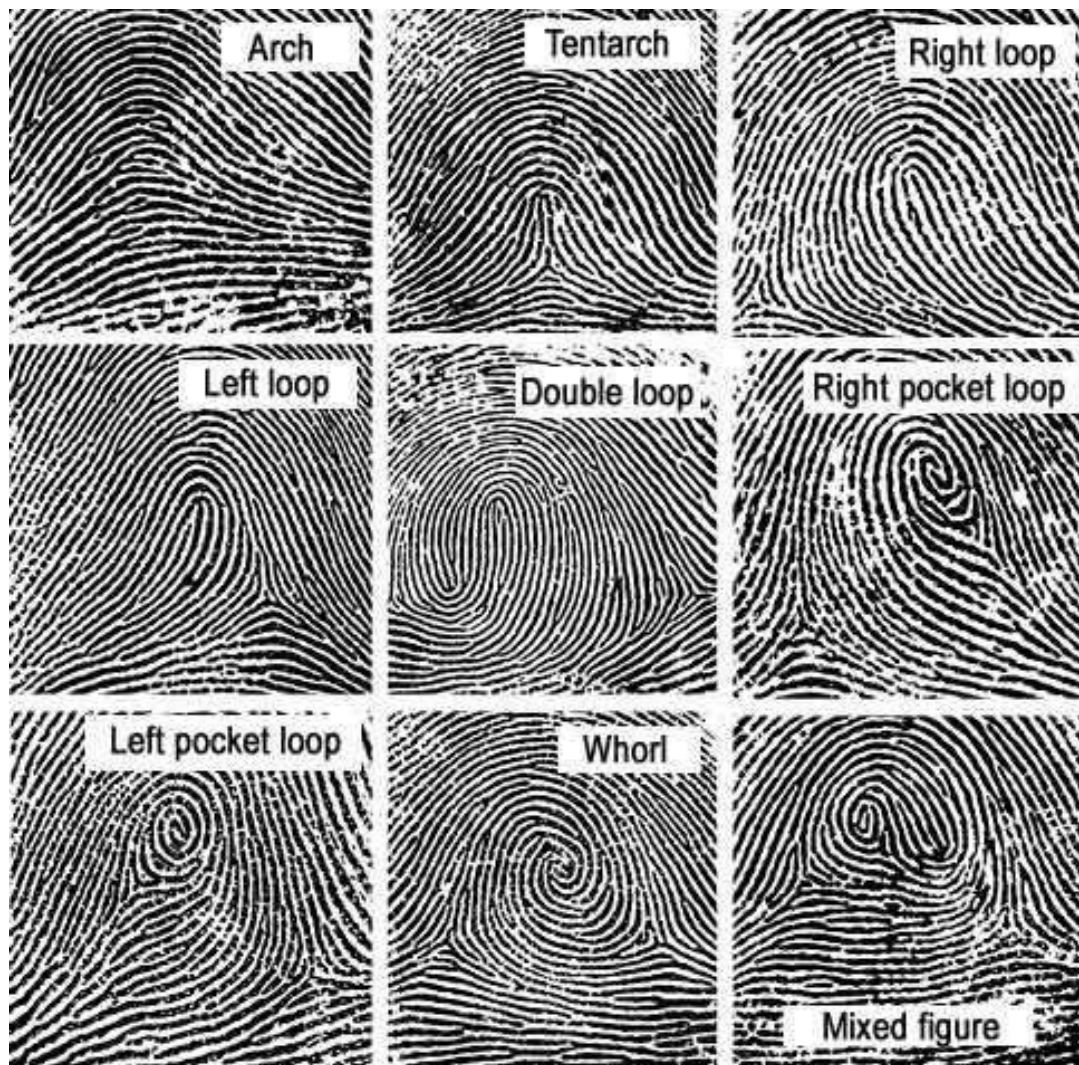 Arch
Tentarch
Right loop
Left loop
Double loop
Right pocket loop
Left pocket loop
Whorl
Mixed figure